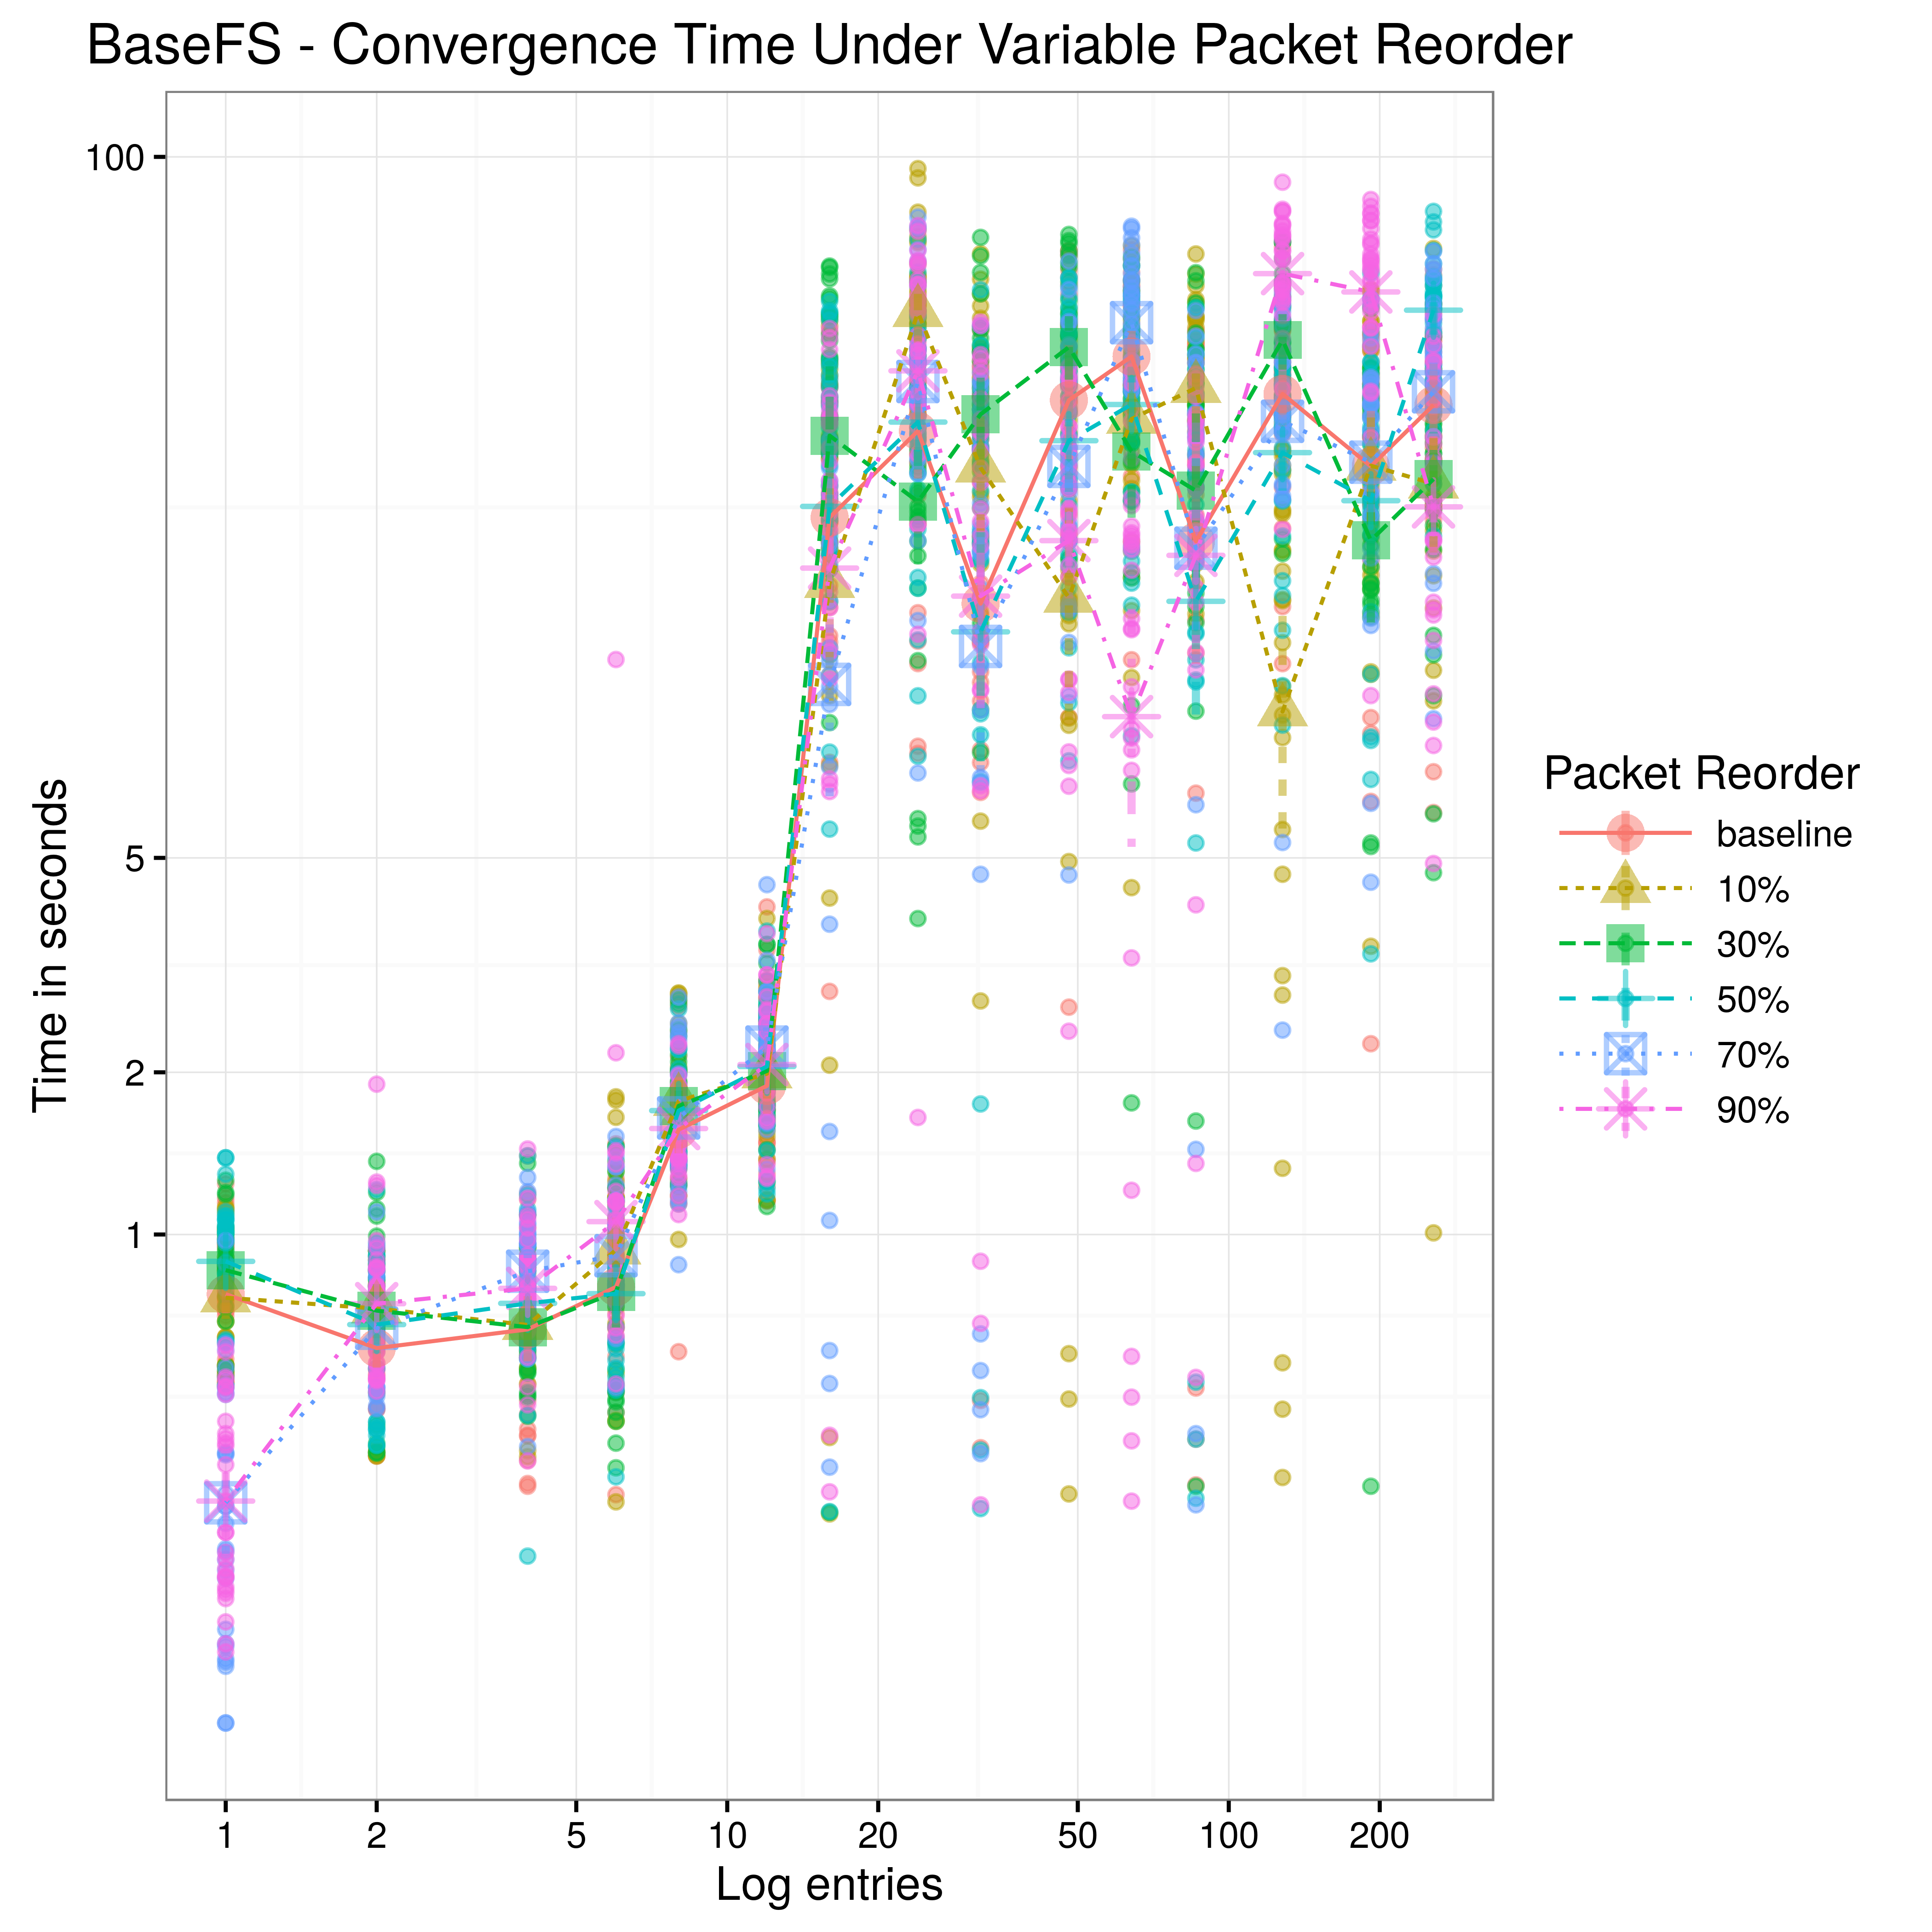 BaseFS - Convergence Time Under Variable Packet Reorder
100
5
2
1
Time in seconds
1 2 5 10 20 50 100 200
Log entries
Packet Reorder
baseline
10%
30%
50%
70%
90%